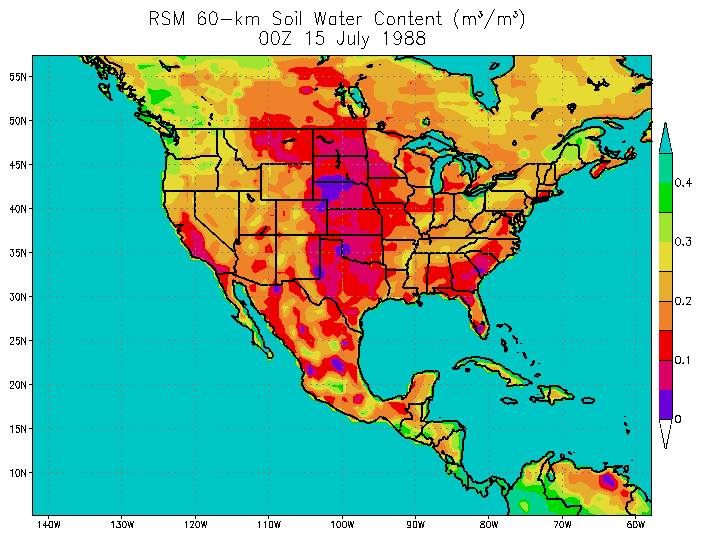 RSM 60-km Soil Water Content (m³/m³)
00Z 15 July 1988
55N
50N
45N
40N
35N
30N
25N
20N
15N
10N
140W 130W 120W 110W 100W 90W 80W 70W 60W
0.4
0.3
0.2
0.1
0